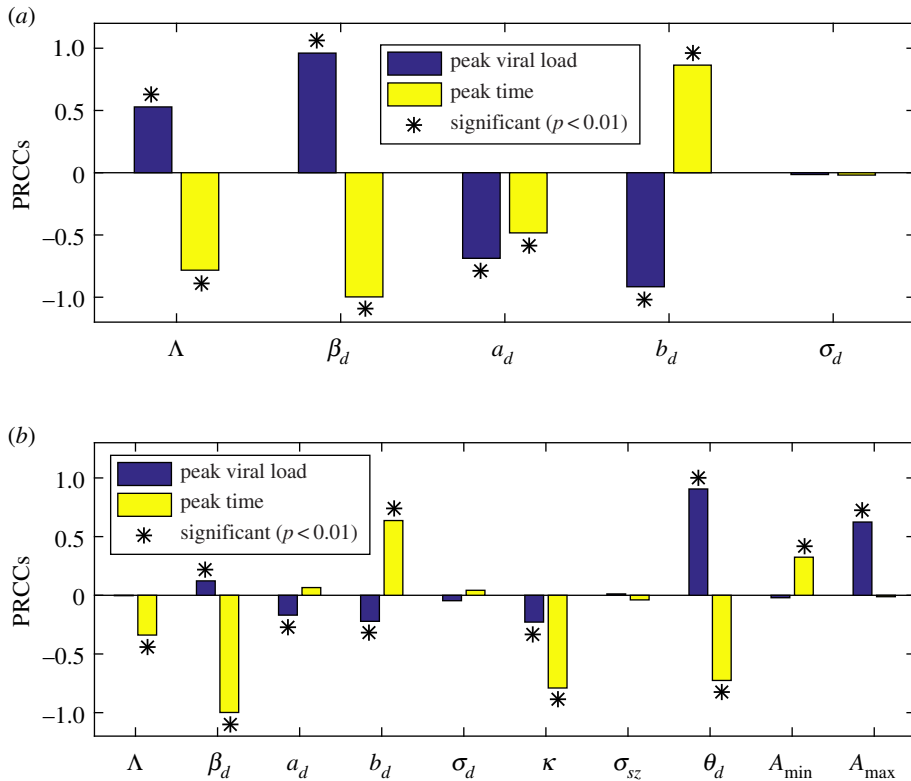 (a)
1.0
0.5
0
–0.5
–1.0
PRCCs
peak viral load
peak time
significant (p < 0.01)
Λ β_d a_d b_d σ_d
(b)
1.0
0.5
0
–0.5
–1.0
PRCCs
peak viral load
peak time
significant (p < 0.01)
Λ β_d a_d b_d σ_d κ σ_sz θ_d A_min A_max